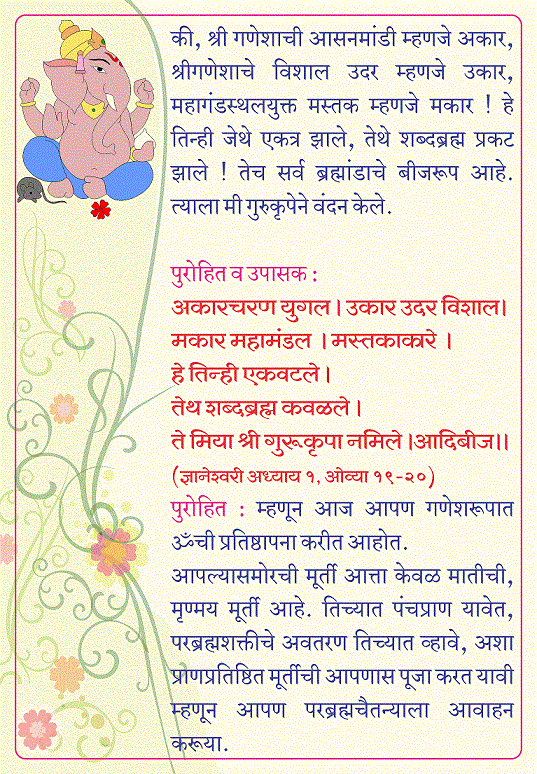 की, श्री गणेशाची आसनमांडी म्हणजे अकार,
श्रीगणेशाचे विशाल उदर म्हणजे उकार,
महागंडस्थलयुक्त मस्तक म्हणजे मकार ! हे
तिन्ही जेथे एकत्र झाले, तेथे शब्दब्रह्म प्रकट
झाले ! तेच सर्व ब्रह्मांडाचे बीजरूप आहे.
त्याला मी गुरुकृपेने वंदन केले.
पुरोहित व उपासक :
अकारचरण युगल। उकार उदर विशाल।
मकार महामंडल । मस्तकाकारे ।
हे तिन्ही एकवटले।
तेथ शब्दब्रह्म कवळले।
ते मिया श्री गुरूकृपा नमिले।आदिबीज।।
(ज्ञानेश्वरी अध्याय १, ओव्या १९-२०)
पुरोहित : म्हणून आज आपण गणेशरूपात
ॐची प्रतिष्ठापना करीत आहोत.
आपल्यासमोरची मूर्ती आत्ता केवळ मातीची,
मृण्मय मूर्ती आहे. तिच्यात पंचप्राण यावेत,
परब्रह्मशक्तीचे अवतरण तिच्यात व्हावे, अशा
प्राणप्रतिष्ठित मूर्तीची आपणास पूजा करत यावी
म्हणून आपण परब्रह्मचैतन्याला आवाहन
करूया.